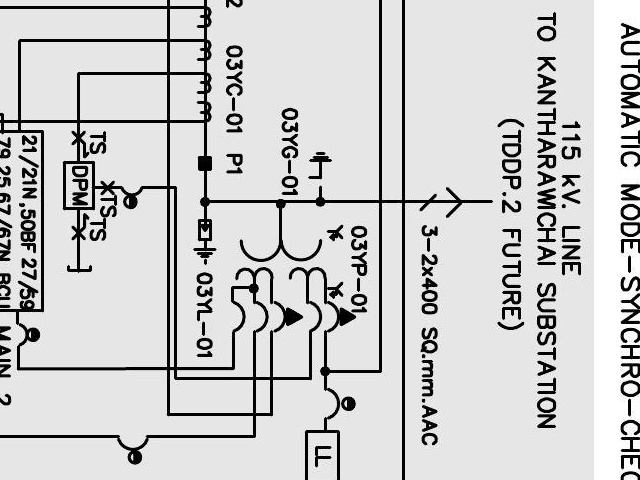 AUTOMATIC MODE-SYNCHRO-CHEC
115 kV. LINE
TO KANTHARAWICHAI SUBSTATION
(TDDP.2 FUTURE)
3-2x400 SQ.mm.AAC
03YP-01
03YG-01
03YC-01 P1
2
03YL-01
TS
TS
TS
DPM
LL
21/21N,50BF 27/59
79 25,67/67N BCU
MAIN 2